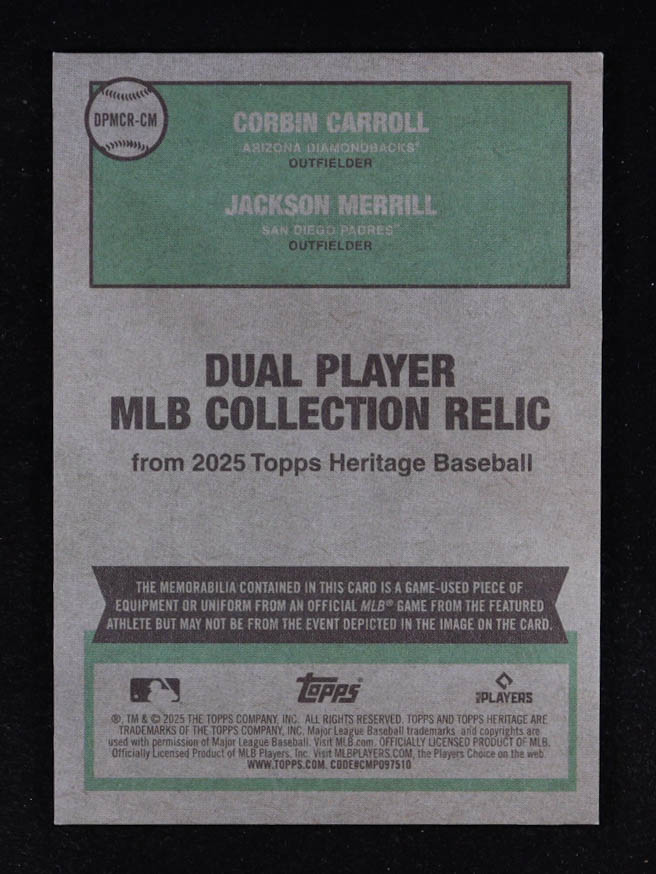 DPMCR-CM
CORBIN CARROLL
ARIZONA DIAMONDBACKS®
OUTFIELDER
JACKSON MERRILL
SAN DIEGO PADRES™
OUTFIELDER
DUAL PLAYER
MLB COLLECTION RELIC
from 2025 Topps Heritage Baseball
THE MEMORABILIA CONTAINED IN THIS CARD IS A GAME-USED PIECE OF
EQUIPMENT OR UNIFORM FROM AN OFFICIAL MLB® GAME FROM THE FEATURED
ATHLETE BUT MAY NOT BE FROM THE EVENT DEPICTED IN THE IMAGE ON THE CARD.
Topps® PLAYERS
®, TM & © 2025 THE TOPPS COMPANY, INC. ALL RIGHTS RESERVED. TOPPS AND TOPPS HERITAGE ARE
TRADEMARKS OF THE TOPPS COMPANY, INC. Major League Baseball trademarks and copyrights are
used with permission of Major League Baseball. Visit MLB.com. OFFICIALLY LICENSED PRODUCT OF MLB.
Officially Licensed Product of MLB Players, Inc. Visit MLBPLAYERS.COM, the Players Choice on the web.
WWW.TOPPS.COM. CODE#CMP097510